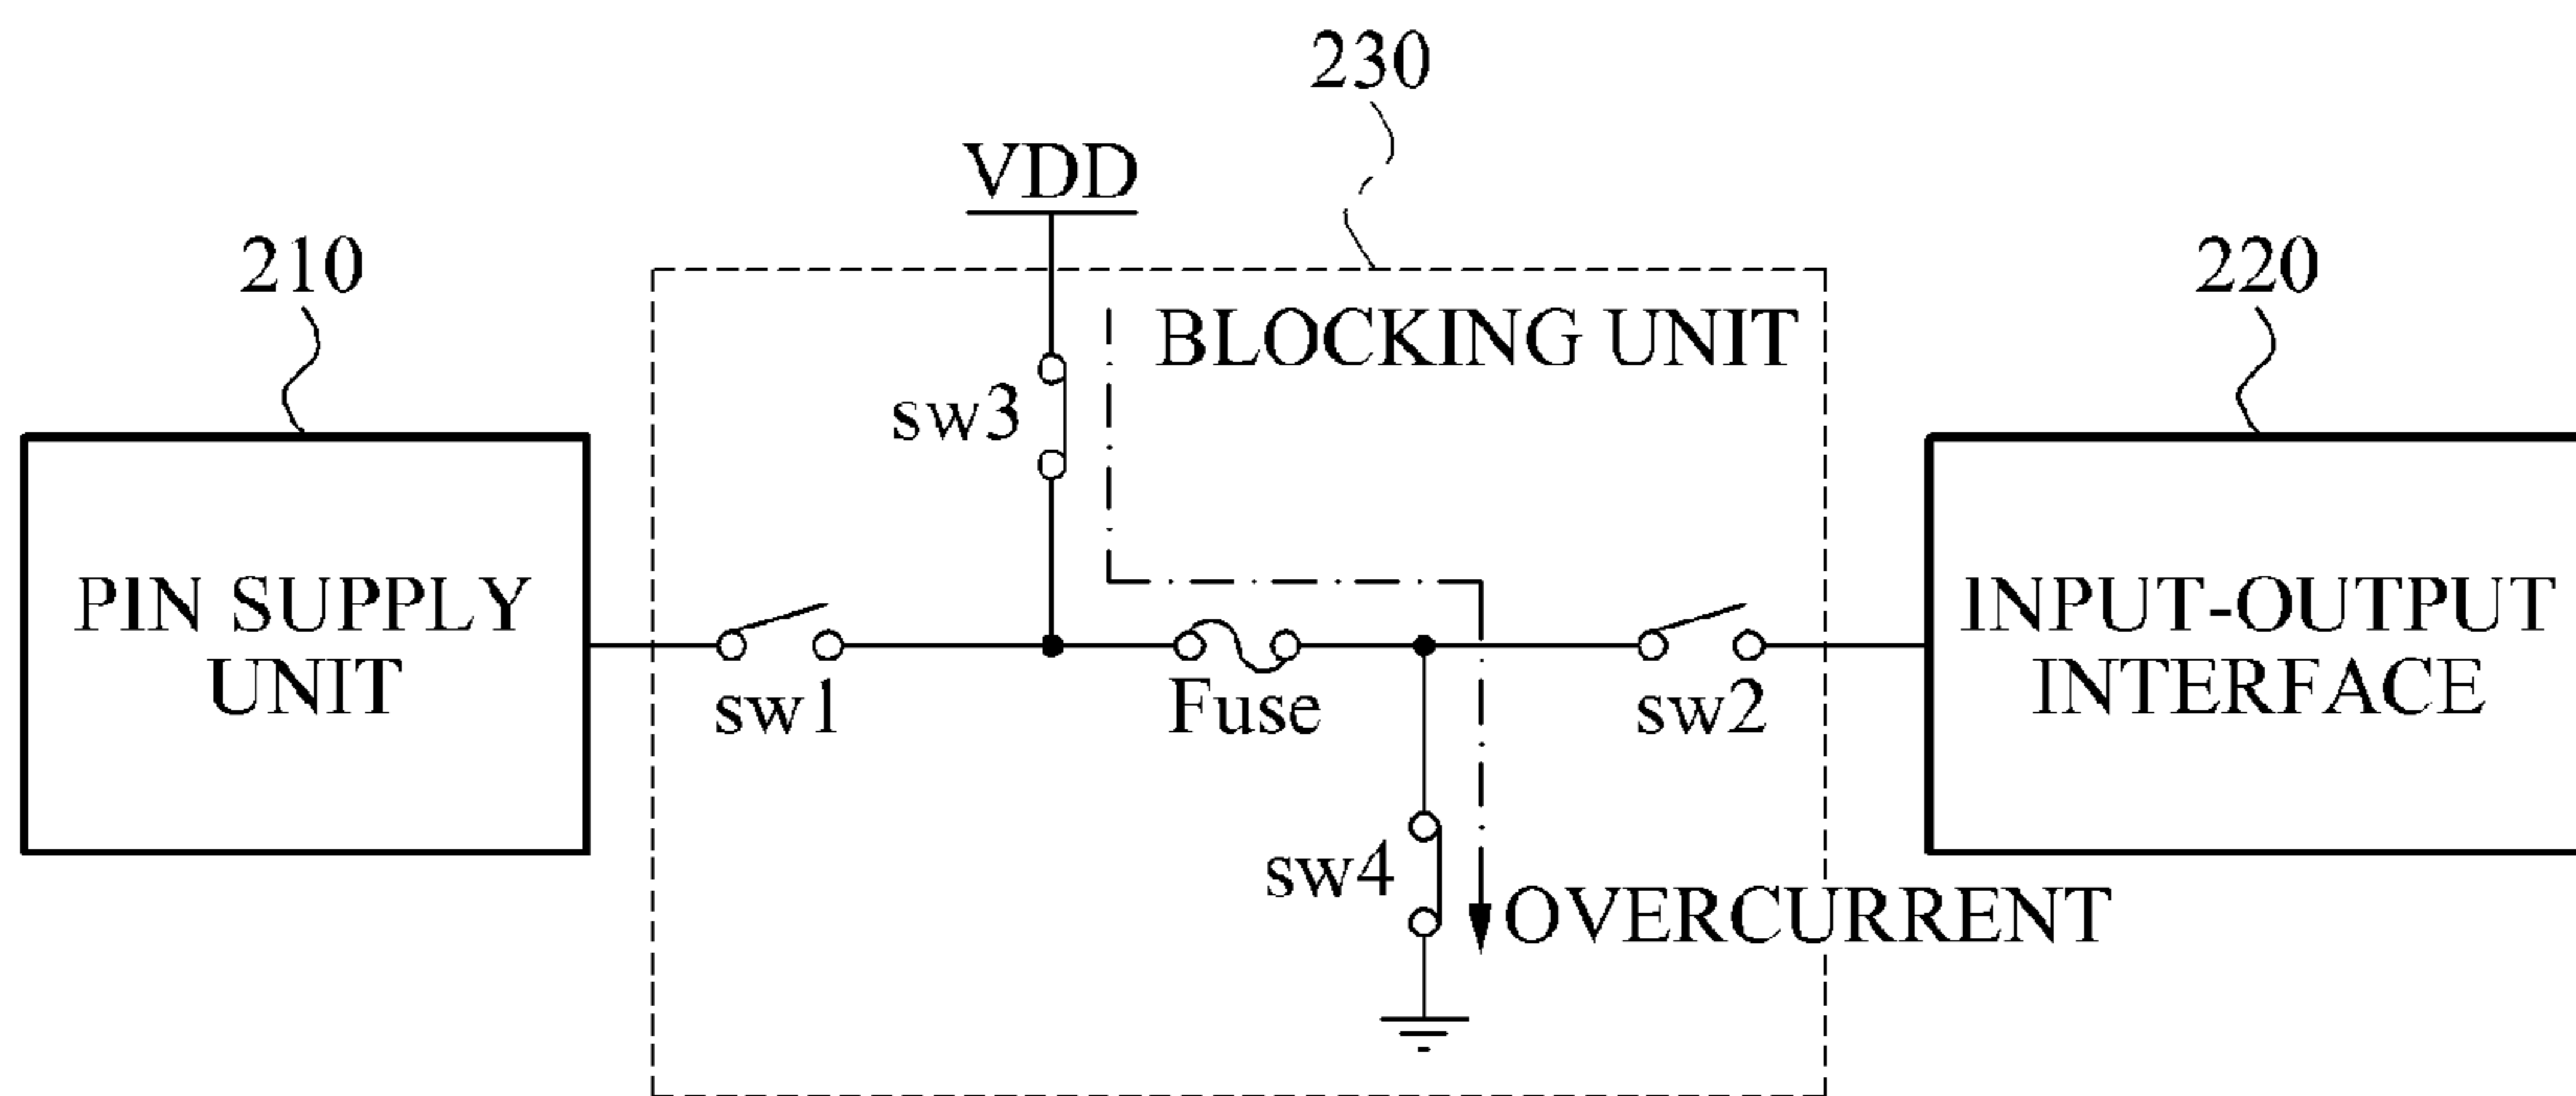 230
VDD
210
220
BLOCKING UNIT
sw3
PIN SUPPLY
UNIT
INPUT-OUTPUT
INTERFACE
sw1
Fuse
sw2
sw4
OVERCURRENT